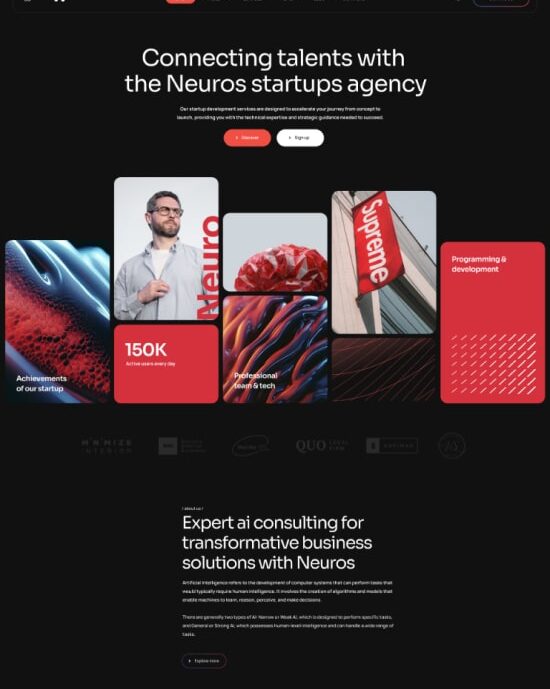 Connecting talents with
the Neuros startups agency
Our startup development services are designed to accelerate your journey from concept to
launch, providing you with the technical expertise and strategic guidance needed to succeed.
Discover
Sign up
Neuro
Supreme
Programming &
development
150K
Active users every day
Achievements
of our startup
Professional
team & tech
M*N*MIZE
INTERIOR
QUO
LEGAL
FIRM
/ about us /
Expert ai consulting for
transformative business
solutions with Neuros
Artificial intelligence refers to the development of computer systems that can perform tasks that
would typically require human intelligence. It involves the creation of algorithms and models that
enable machines to learn, reason, perceive, and make decisions.
There are generally two types of AI: Narrow or Weak AI, which is designed to perform specific tasks,
and General or Strong AI, which possesses human-level intelligence and can handle a wide range of
tasks.
Explore more